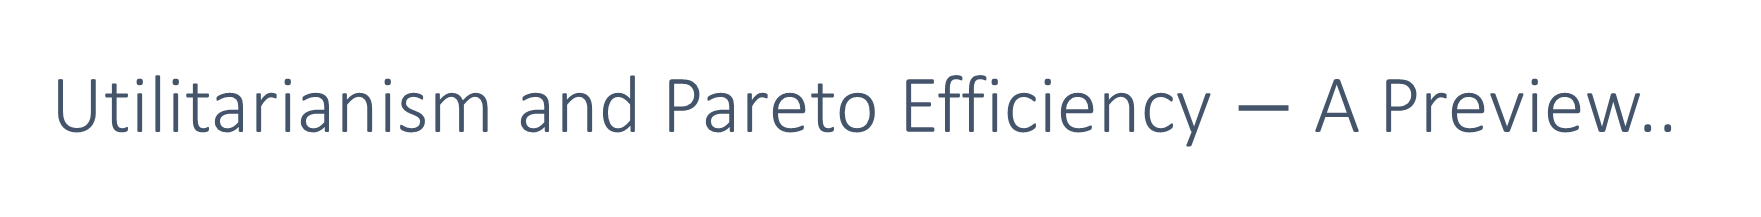 Utilitarianism and Pareto Efficiency – A Preview..